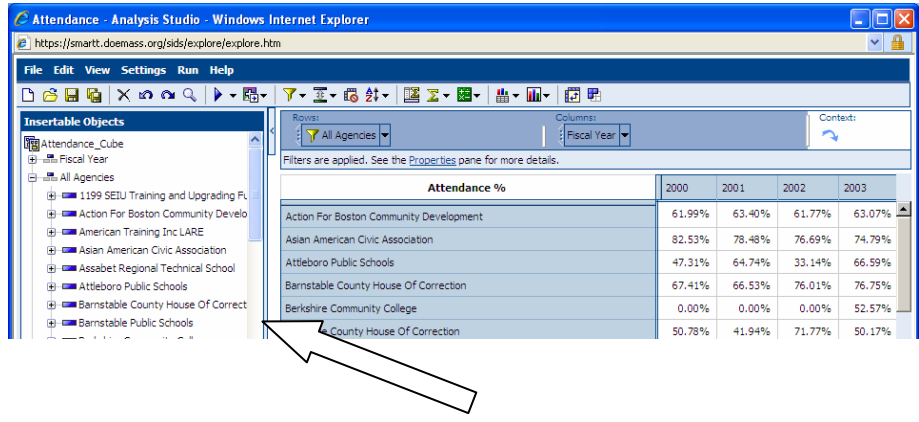 Attendance - Analysis Studio - Windows Internet Explorer
https://smartt.doemass.org/sids/explore/explore.htm
File Edit View Settings Run Help
Insertable Objects
Attendance_Cube
Fiscal Year
All Agencies
1199 SEIU Training and Upgrading Fu
Action For Boston Community Develo
American Training Inc LARE
Asian American Civic Association
Assabet Regional Technical School
Attleboro Public Schools
Barnstable County House Of Correct
Barnstable Public Schools
Rows:
All Agencies
Columns:
Fiscal Year
Context:
Filters are applied. See the Properties pane for more details.
Attendance % 2000 2001 2002 2003
Action For Boston Community Development 61.99% 63.40% 61.77% 63.07%
Asian American Civic Association 82.53% 78.48% 76.69% 74.79%
Attleboro Public Schools 47.31% 64.74% 33.14% 66.59%
Barnstable County House Of Correction 67.41% 66.53% 76.01% 76.75%
Berkshire Community College 0.00% 0.00% 0.00% 52.57%
County House Of Correction 50.78% 41.94% 71.77% 50.17%